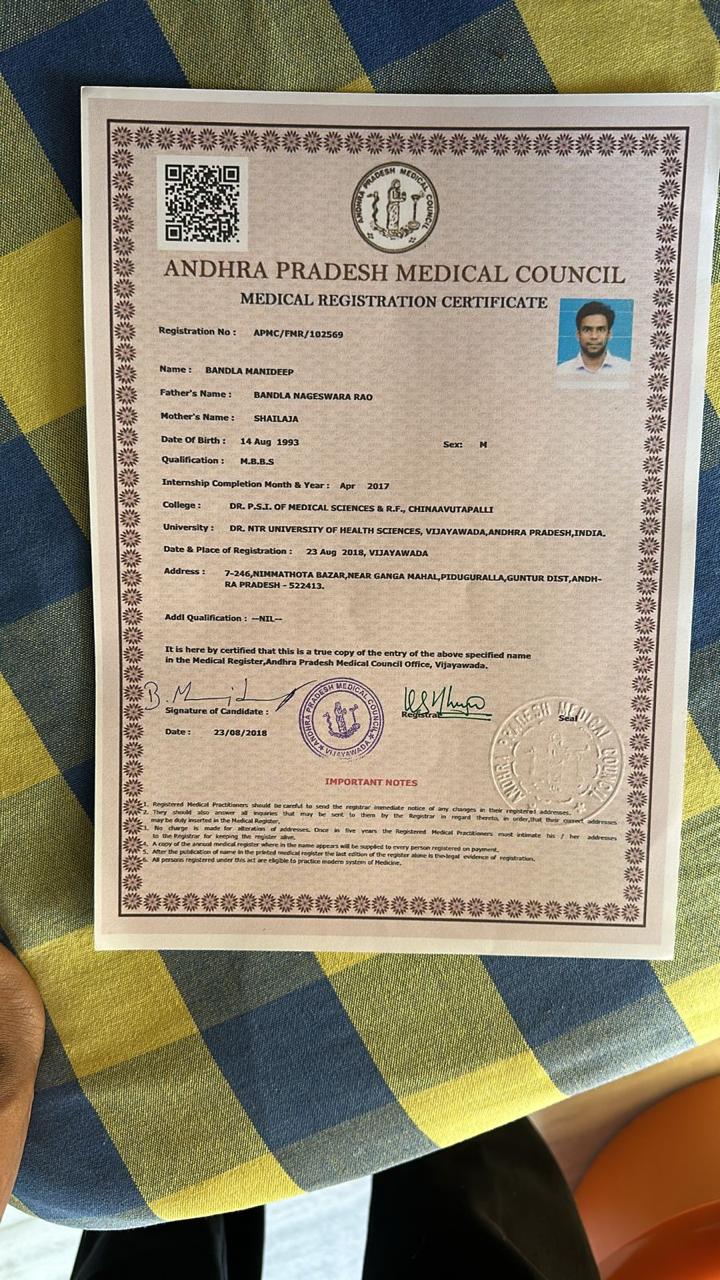 ANDHRA PRADESH MEDICAL COUNCIL
ANDHRA PRADESH MEDICAL COUNCIL
MEDICAL REGISTRATION CERTIFICATE
Registration No : APMC/FMR/102569
Name : BANDLA MANIDEEP
Father's Name : BANDLA NAGESWARA RAO
Mother's Name : SHAILAJA
Date Of Birth : 14 Aug 1993 Sex: M
Qualification : M.B.B.S
Internship Completion Month & Year : Apr 2017
College : DR. P.S.I. OF MEDICAL SCIENCES & R.F., CHINAAVUTAPALLI
University : DR. NTR UNIVERSITY OF HEALTH SCIENCES, VIJAYAWADA,ANDHRA PRADESH,INDIA.
Date & Place of Registration : 23 Aug 2018, VIJAYAWADA
Address : 7-246,NIMMATHOTA BAZAR,NEAR GANGA MAHAL,PIDUGURALLA,GUNTUR DIST,ANDH-
RA PRADESH - 522413.
Addl Qualification : --NIL--
It is here by certified that this is a true copy of the entry of the above specified name
in the Medical Register,Andhra Pradesh Medical Council Office, Vijayawada.
Signature of Candidate :
ANDHRA PRADESH MEDICAL COUNCIL
VIJAYAWADA
Registrar
Seal
ANDHRA PRADESH MEDICAL COUNCIL
Date : 23/08/2018
IMPORTANT NOTES
1. Registered Medical Practitioners should be careful to send the registrar immediate notice of any changes in their registered addresses.
2. They should also answer all inquiries that may be sent to them by the Registrar in regard thereto, in order,that their correct addresses
may be duly inserted in the Medical Register.
3. No charge is made for alteration of addresses. Once in five years the Registered Medical Practitioners must intimate his / her addresses
to the Registrar for keeping the register alive.
4. A copy of the annual medical register where in the name appears will be supplied to every person registered on payment.
5. After the publication of name in the printed medical register the last edition of the register alone is the legal evidence of registration.
6. All persons registered under this act are eligible to practice modern system of Medicine.